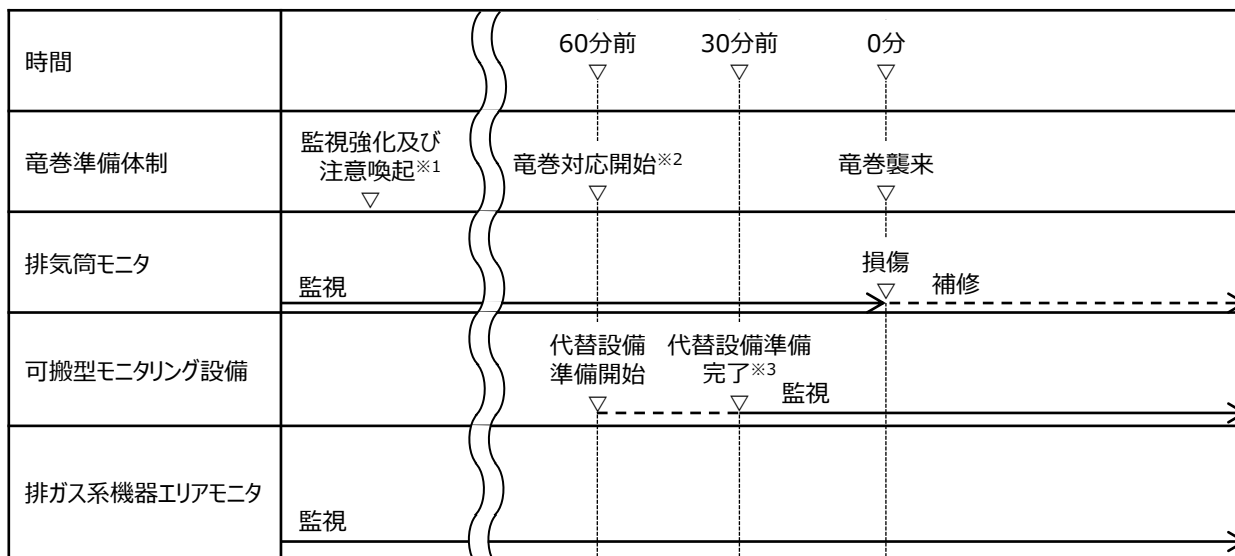 時間
60分前
30分前
0分
竜巻準備体制
監視強化及び
注意喚起※1
竜巻対応開始※2
竜巻襲来
排気筒モニタ
監視
損傷
補修
可搬型モニタリング設備
代替設備
準備開始
代替設備準備
完了※3
監視
排ガス系機器エリアモニタ
監視